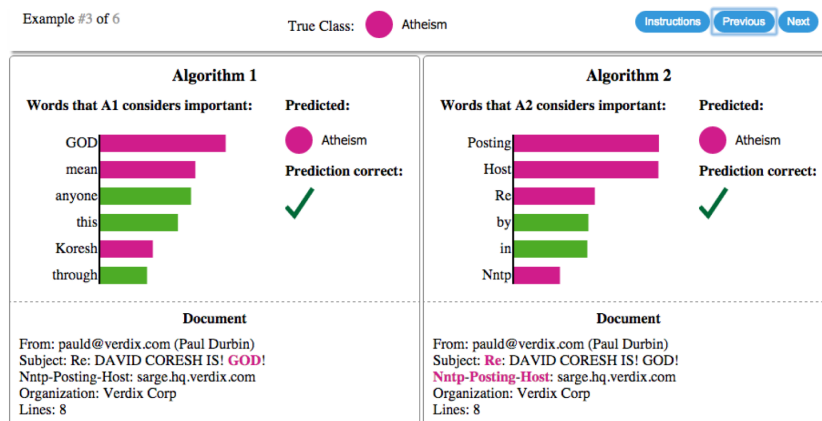 Example #3 of 6
True Class: Atheism
Instructions Previous Next
Algorithm 1
Words that A1 considers important: Predicted:
GOD
mean
anyone
this
Koresh
through
Atheism
Prediction correct:
Document
From: pauld@verdix.com (Paul Durbin)
Subject: Re: DAVID CORESH IS! GOD!
Nntp-Posting-Host: sarge.hq.verdix.com
Organization: Verdix Corp
Lines: 8
Algorithm 2
Words that A2 considers important: Predicted:
Posting
Host
Re
by
in
Nntp
Atheism
Prediction correct:
Document
From: pauld@verdix.com (Paul Durbin)
Subject: Re: DAVID CORESH IS! GOD!
Nntp-Posting-Host: sarge.hq.verdix.com
Organization: Verdix Corp
Lines: 8